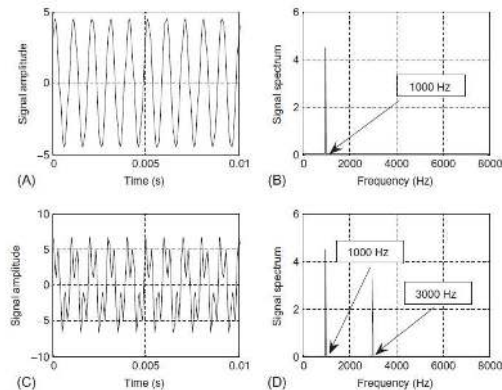 5
0
−5
Signal amplitude
0
0.005
0.01
Time (s)
(A)
6
4
2
0
Signal spectrum
1000 Hz
0
2000
4000
6000
8000
Frequency (Hz)
(B)
10
5
0
−5
−10
Signal amplitude
0
0.005
0.01
Time (s)
(C)
6
4
2
0
Signal spectrum
1000 Hz
3000 Hz
0
2000
4000
6000
8000
Frequency (Hz)
(D)